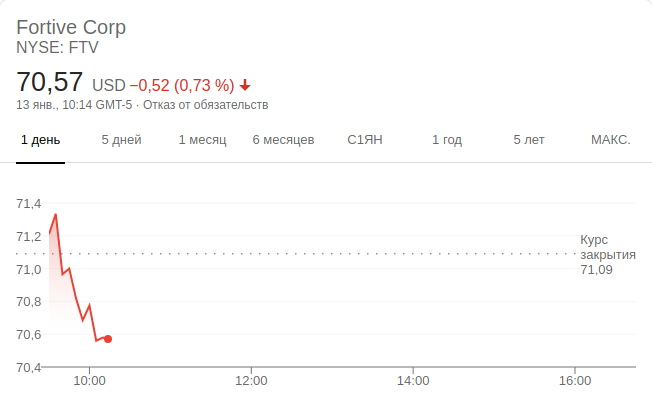 Fortive Corp
NYSE: FTV
70,57 USD −0,52 (0,73 %)
13 янв., 10:14 GMT-5 · Отказ от обязательств
1 день 5 дней 1 месяц 6 месяцев С1ЯН 1 год 5 лет МАКС.
71,4
71,2
71,0
70,8
70,6
70,4
Курс
закрытия
71,09
10:00 12:00 14:00 16:00